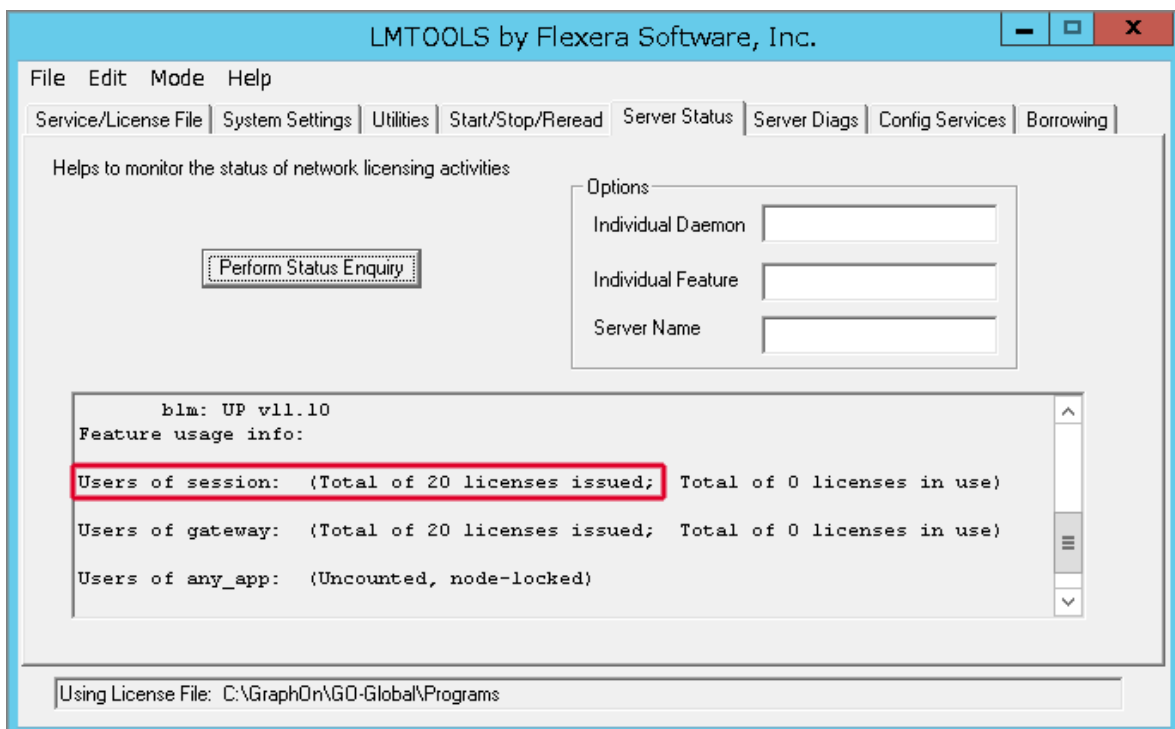 LMTOOLS by Flexera Software, Inc.
File Edit Mode Help
Service/License File System Settings Utilities Start/Stop/Reread Server Status Server Diags Config Services Borrowing
Helps to monitor the status of network licensing activities
Options
Individual Daemon
Perform Status Enquiry
Individual Feature
Server Name
blm: UP v11.10
Feature usage info:
Users of session: (Total of 20 licenses issued; Total of 0 licenses in use)
Users of gateway: (Total of 20 licenses issued; Total of 0 licenses in use)
Users of any_app: (Uncounted, node-locked)
Using License File: C:\GraphOn\GO-Global\Programs